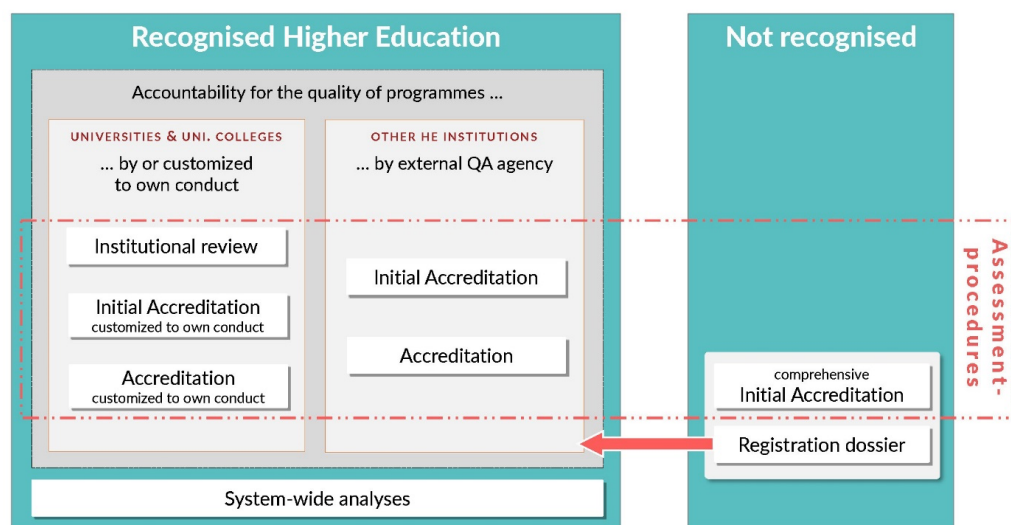 Recognised Higher Education
Accountability for the quality of programmes ...
UNIVERSITIES & UNI. COLLEGES
... by or customized
to own conduct
Institutional review
Initial Accreditation
customized to own conduct
Accreditation
customized to own conduct
OTHER HE INSTITUTIONS
... by external QA agency
Initial Accreditation
Accreditation
System-wide analyses
Not recognised
comprehensive
Initial Accreditation
Registration dossier
Assessment-
procedures